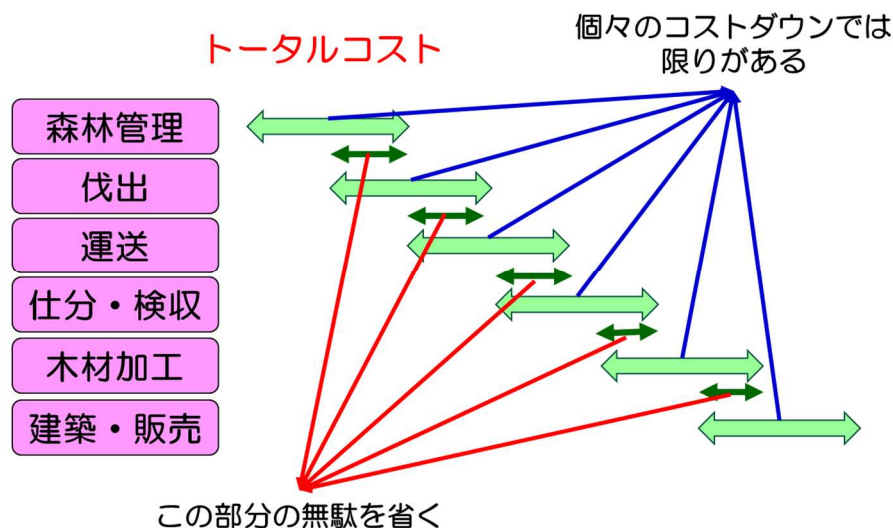 トータルコスト
個々のコストダウンでは
限りがある
森林管理
伐出
運送
仕分・検収
木材加工
建築・販売
この部分の無駄を省く